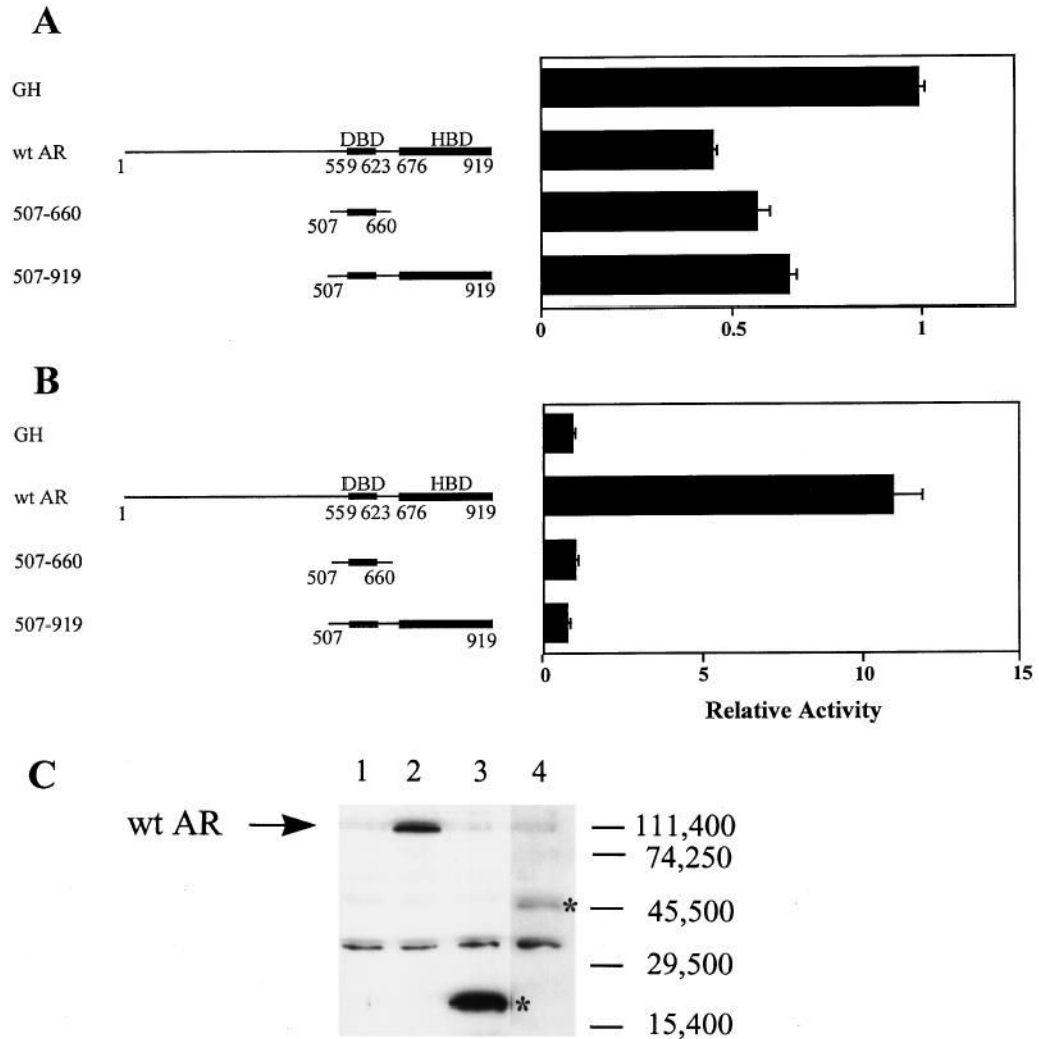 A
GH
DBD HBD
wt AR
1 559 623 676 919
507-660
507 660
507-919
507 919
0 0.5 1
B
GH
DBD HBD
wt AR
1 559 623 676 919
507-660
507 660
507-919
507 919
0 5 10 15
Relative Activity
C 1 2 3 4
wt AR 111,400
74,250
* 45,500
29,500
*
15,400